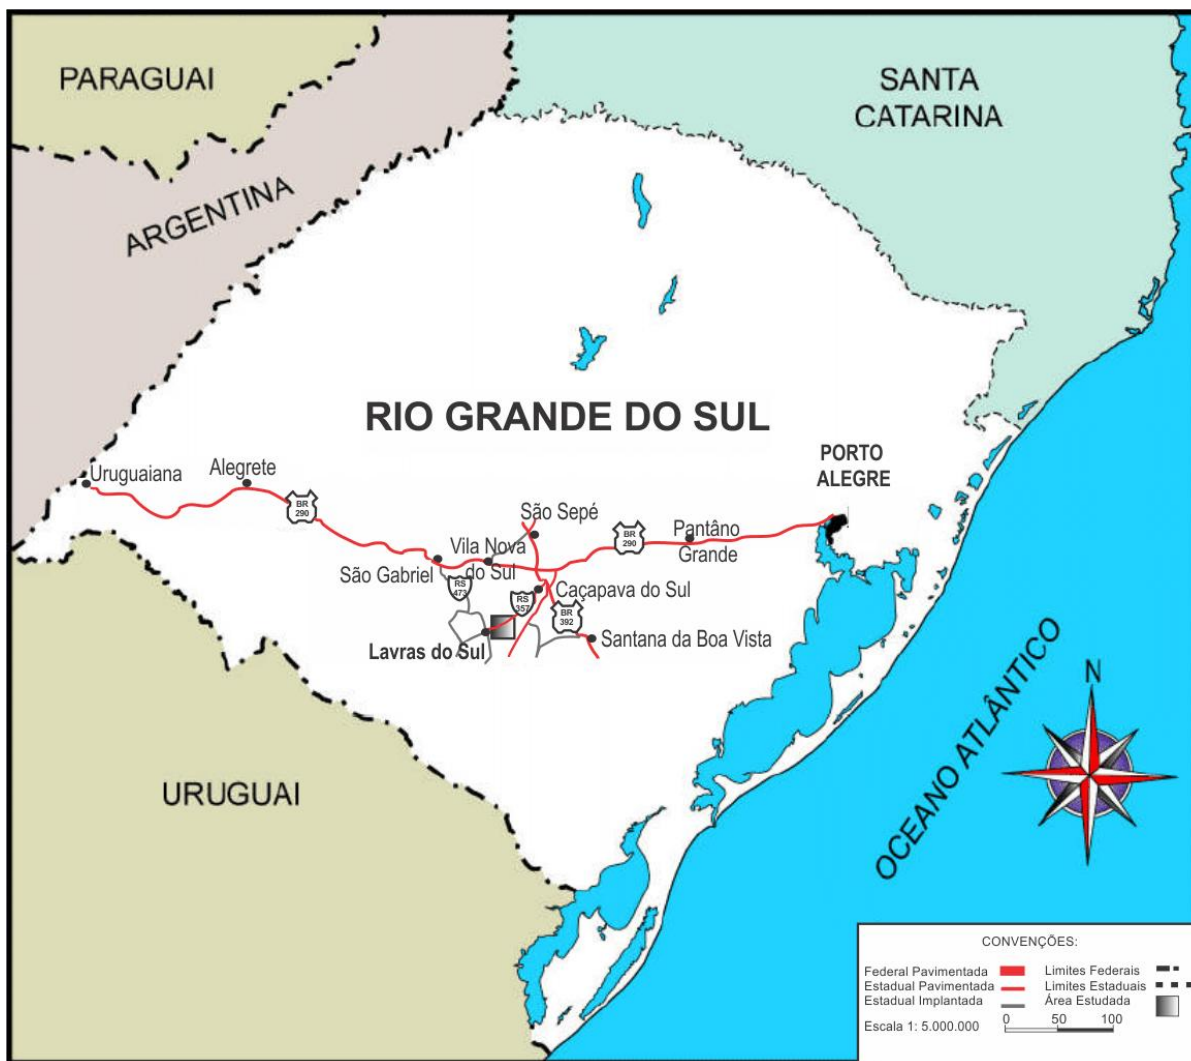 PARAGUAI
SANTA
CATARINA
ARGENTINA
RIO GRANDE DO SUL
PORTO
ALEGRE
Uruguaiana
Alegrete
BR
290
São Sepé
BR
290
Pantâno
Grande
Vila Nova
do Sul
São Gabriel
RS
473
RS
357
Caçapava do Sul
BR
392
Santana da Boa Vista
Lavras do Sul
URUGUAI
OCEANO ATLÂNTICO
N
CONVENÇÕES:
Federal Pavimentada
Limites Federais
Estadual Pavimentada
Limites Estaduais
Estadual Implantada
Área Estudada
Escala 1: 5.000.000
0 50 100